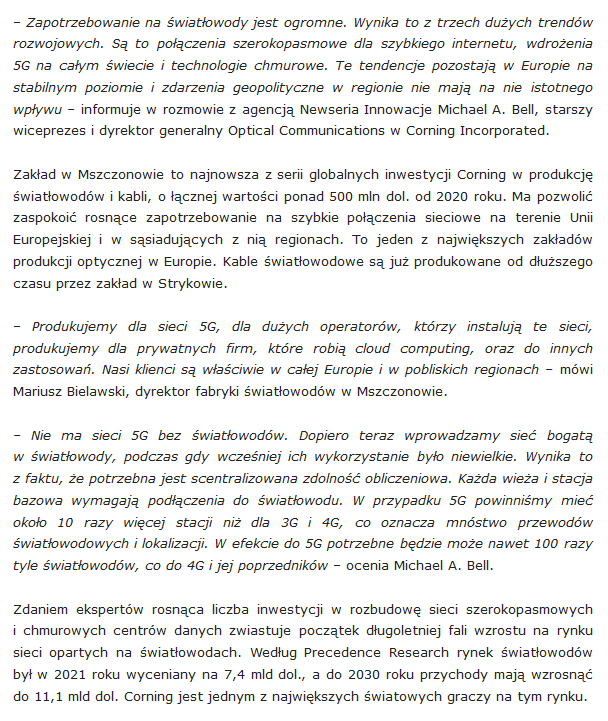 – Zapotrzebowanie na światłowody jest ogromne. Wynika to z trzech dużych trendów
rozwojowych. Są to połączenia szerokopasmowe dla szybkiego internetu, wdrożenia
5G na całym świecie i technologie chmurowe. Te tendencje pozostają w Europie na
stabilnym poziomie i zdarzenia geopolityczne w regionie nie mają na nie istotnego
wpływu – informuje w rozmowie z agencją Newseria Innowacje Michael A. Bell, starszy
wiceprezes i dyrektor generalny Optical Communications w Corning Incorporated.

Zakład w Mszczonowie to najnowsza z serii globalnych inwestycji Corning w produkcję
światłowodów i kabli, o łącznej wartości ponad 500 mln dol. od 2020 roku. Ma pozwolić
zaspokoić rosnące zapotrzebowanie na szybkie połączenia sieciowe na terenie Unii
Europejskiej i w sąsiadujących z nią regionach. To jeden z największych zakładów
produkcji optycznej w Europie. Kable światłowodowe są już produkowane od dłuższego
czasu przez zakład w Strykowie.

– Produkujemy dla sieci 5G, dla dużych operatorów, którzy instalują te sieci,
produkujemy dla prywatnych firm, które robią cloud computing, oraz do innych
zastosowań. Nasi klienci są właściwie w całej Europie i w pobliskich regionach – mówi
Mariusz Bielawski, dyrektor fabryki światłowodów w Mszczonowie.

– Nie ma sieci 5G bez światłowodów. Dopiero teraz wprowadzamy sieć bogatą
w światłowody, podczas gdy wcześniej ich wykorzystanie było niewielkie. Wynika to
z faktu, że potrzebna jest scentralizowana zdolność obliczeniowa. Każda wieża i stacja
bazowa wymagają podłączenia do światłowodu. W przypadku 5G powinniśmy mieć
około 10 razy więcej stacji niż dla 3G i 4G, co oznacza mnóstwo przewodów
światłowodowych i lokalizacji. W efekcie do 5G potrzebne będzie może nawet 100 razy
tyle światłowodów, co do 4G i jej poprzedników – ocenia Michael A. Bell.

Zdaniem ekspertów rosnąca liczba inwestycji w rozbudowę sieci szerokopasmowych
i chmurowych centrów danych zwiastuje początek długoletniej fali wzrostu na rynku
sieci opartych na światłowodach. Według Precedence Research rynek światłowodów
był w 2021 roku wyceniany na 7,4 mld dol., a do 2030 roku przychody mają wzrosnąć
do 11,1 mld dol. Corning jest jednym z największych światowych graczy na tym rynku.